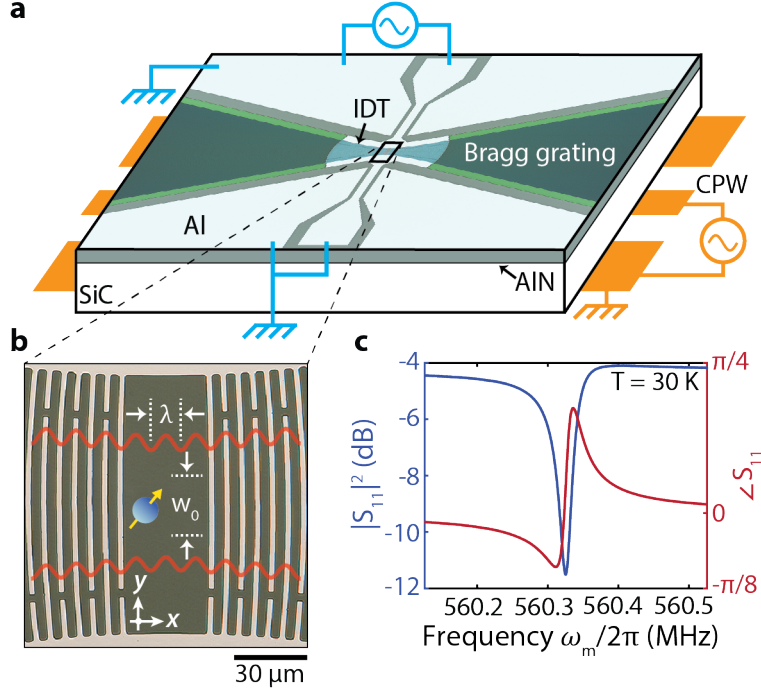 a
IDT
Bragg grating
CPW
Al
AlN
SiC
b
λ
w₀
y
x
30 μm
c
-4
-6
-8
-10
-12
|S₁₁|² (dB)
T = 30 K
π/4
0
-π/8
∠S₁₁
560.2 560.3 560.4 560.5
Frequency ωₘ/2π (MHz)